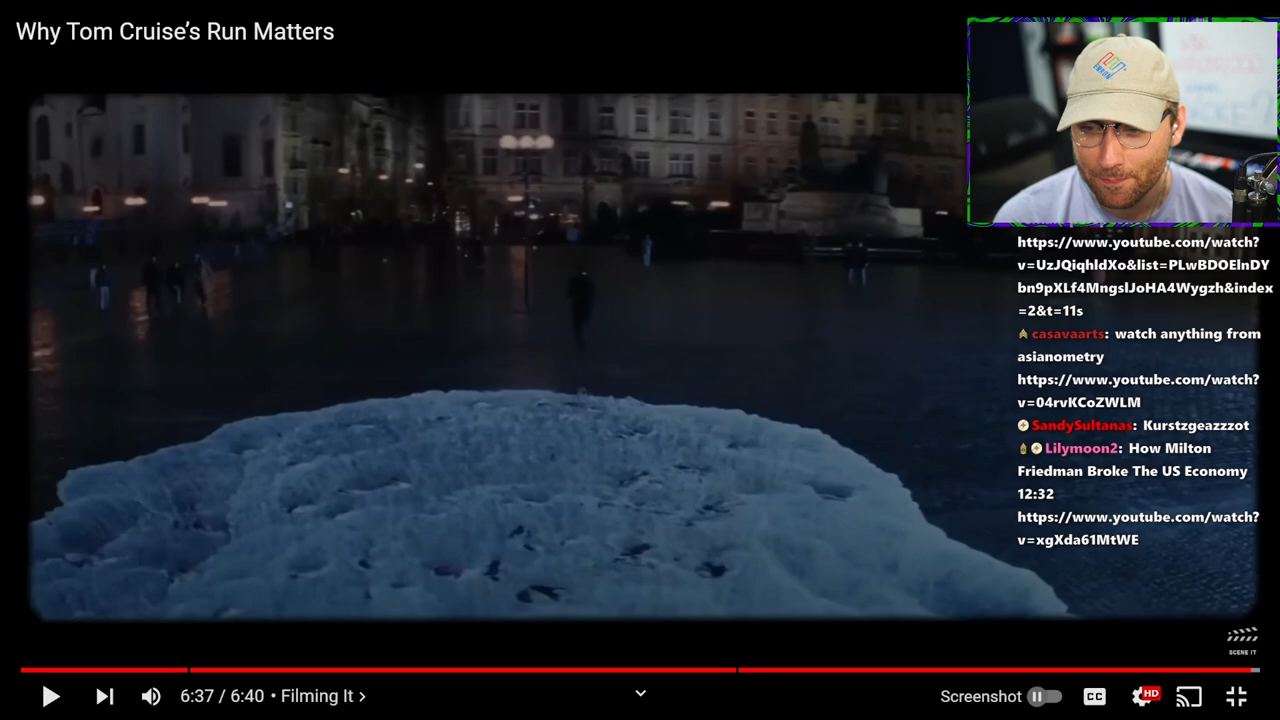 Why Tom Cruise’s Run Matters
https://www.youtube.com/watch?
v=UzJQiqhldXo&list=PLwBDOElnDY
bn9pXLf4MngslJoHA4Wygzh&index
=2&t=11s
casavaarts: watch anything from
asianometry
https://www.youtube.com/watch?
v=04rvKCoZWLM
SandySultanas: Kurstzgeazzzot
Lilymoon2: How Milton
Friedman Broke The US Economy
12:32
https://www.youtube.com/watch?
v=xgXda61MtWE
SCENE IT
6:37 / 6:40 • Filming It
Screenshot
CC
HD